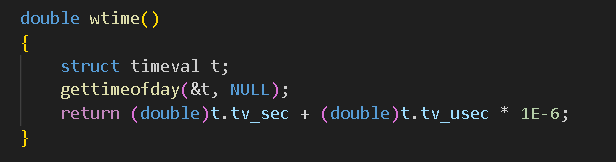 double wtime()
{
    struct timeval t;
    gettimeofday(&t, NULL);
    return (double)t.tv_sec + (double)t.tv_usec * 1E-6;
}